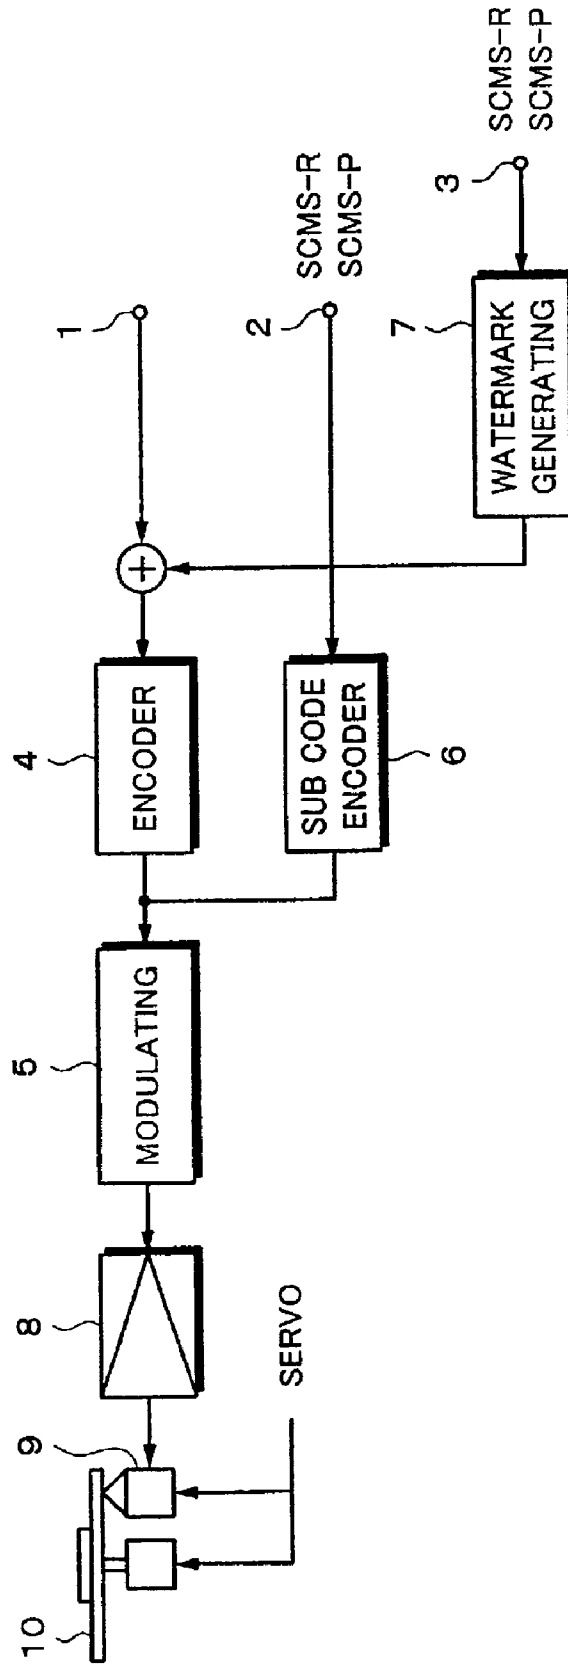 1
2
SCMS-R
SCMS-P
3
SCMS-R
SCMS-P
4
ENCODER
5
MODULATING
6
SUB CODE
ENCODER
7
WATERMARK
GENERATING
8
9
10
SERVO